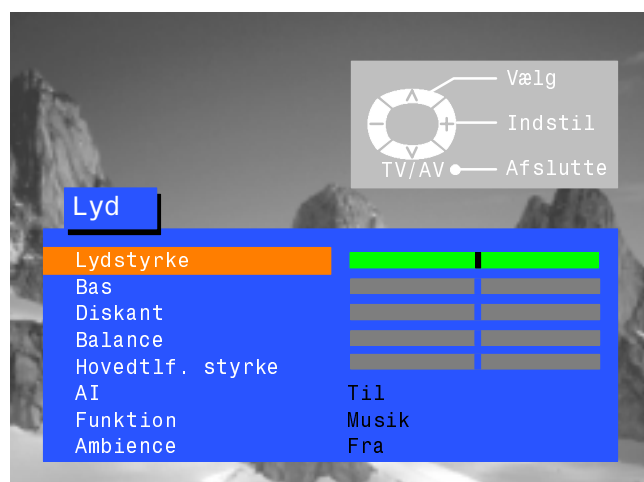 Vælg
Indstil
TV/AV Afslutte
Lyd
Lydstyrke
Bas
Diskant
Balance
Hovedtlf. styrke
AI Til
Funktion Musik
Ambience Fra